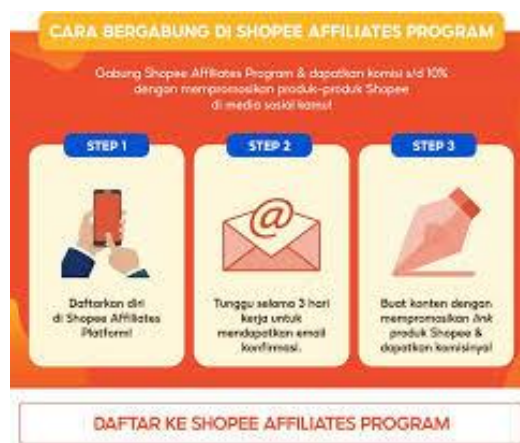 CARA BERGABUNG DI SHOPEE AFFILIATES PROGRAM
Gabung Shopee Affiliates Program & dapatkan komisi s/d 10%
dengan mempromosikan produk-produk Shopee
di media sosial kamu!
STEP 1
Daftarkan diri
di Shopee Affiliates
Platform!
STEP 2
@
Tunggu selama 3 hari
kerja untuk
mendapatkan email
konfirmasi.
STEP 3
Buat konten dengan
mempromosikan link
produk Shopee &
dapatkan komisinya!
DAFTAR KE SHOPEE AFFILIATES PROGRAM